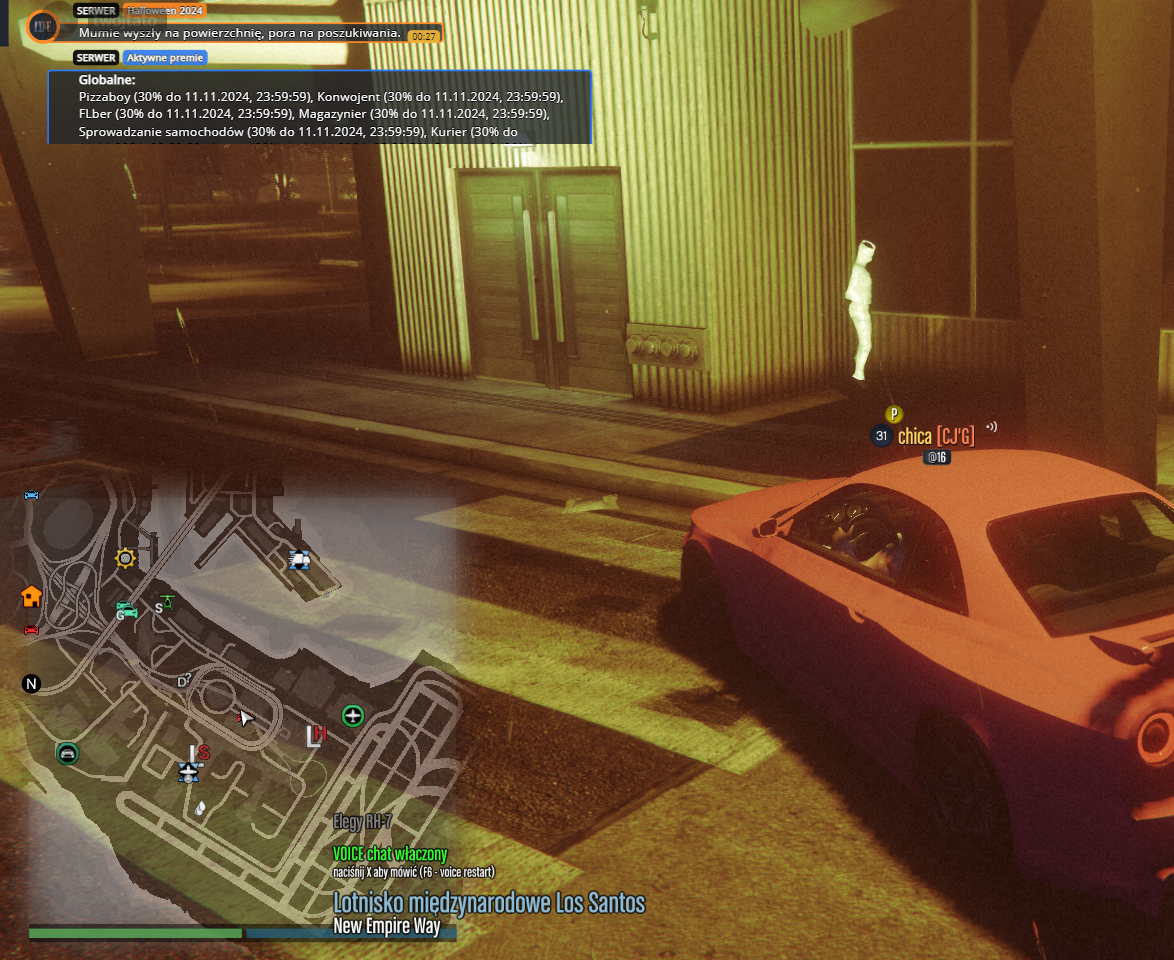 SERWER Halloween 2024
Mumie wyszły na powierzchnię, pora na poszukiwania. 00:27
SERWER Aktywne premie
Globalne:
Pizzaboy (30% do 11.11.2024, 23:59:59), Konwojent (30% do 11.11.2024, 23:59:59),
FLber (30% do 11.11.2024, 23:59:59), Magazynier (30% do 11.11.2024, 23:59:59),
Sprowadzanie samochodów (30% do 11.11.2024, 23:59:59), Kurier (30% do
P
31 chica [CJ'G]
@16
G
S
N
D?
L H
S
Elegy RH-7
VOICE chat włączony
naciśnij X aby mówić (F6 - voice restart)
Lotnisko międzynarodowe Los Santos
New Empire Way